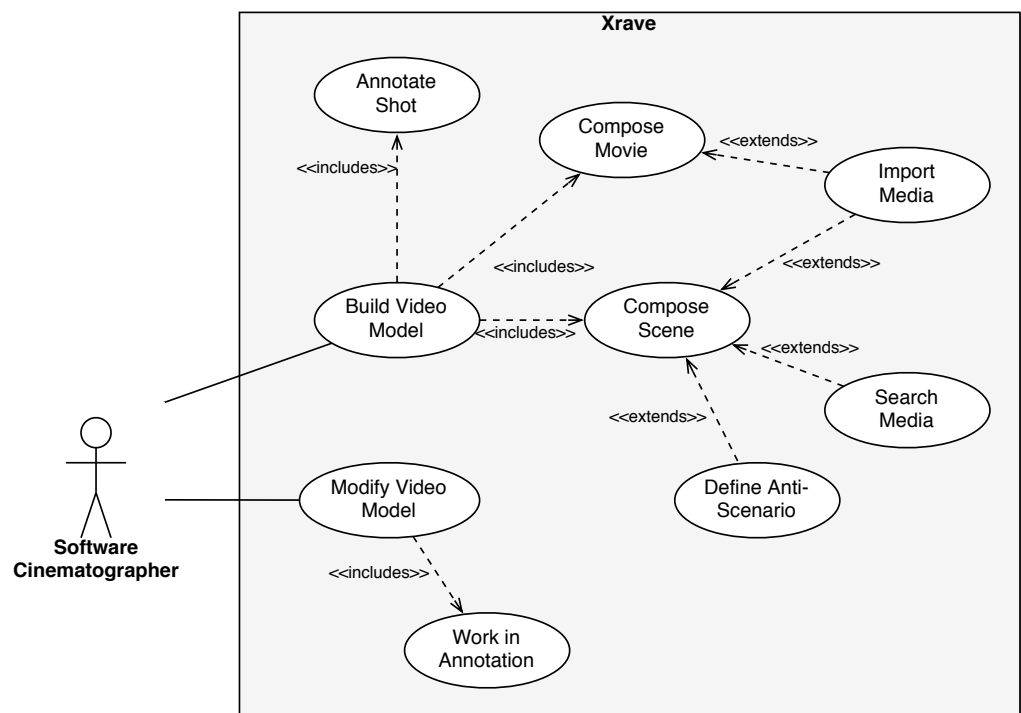 Xrave
Annotate
Shot
Compose
Movie
<<extends>>
<<includes>>
Import
Media
<<includes>>
<<extends>>
Build Video
Model
<<includes>>
Compose
Scene
<<extends>>
Search
Media
<<extends>>
Modify Video
Model
Define Anti-
Scenario
Software
Cinematographer
<<includes>>
Work in
Annotation